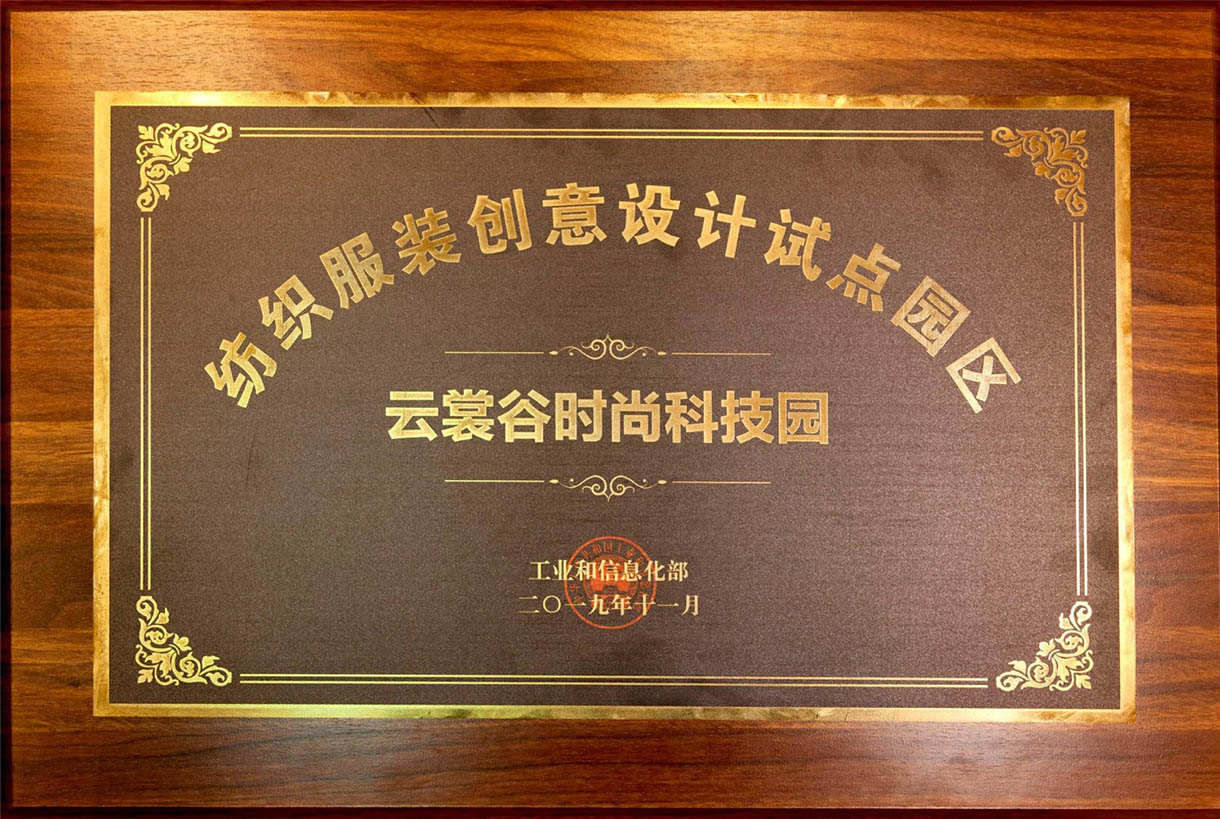 纺织服装创意设计试点园区
云裳谷时尚科技园
工业和信息化部
二〇一九年十一月